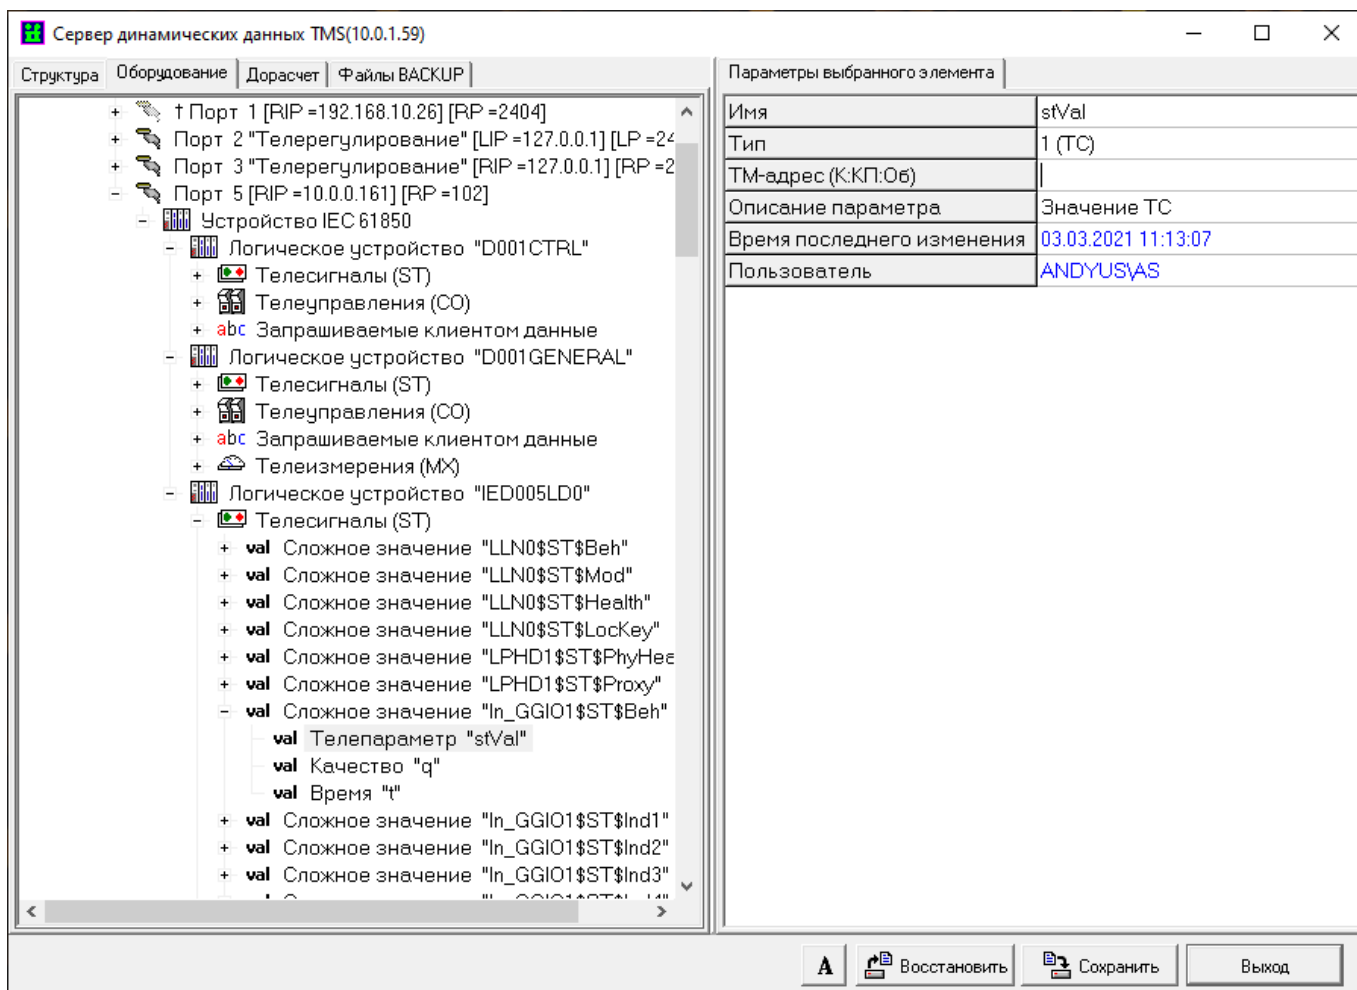 Сервер динамических данных TMS(10.0.1.59)
Структура Оборудование Дорасчет Файлы BACKUP
† Порт 1 [RIP=192.168.10.26] [RP=2404]
Порт 2 "Телерегулирование" [LIP=127.0.0.1] [LP=24
Порт 3 "Телерегулирование" [RIP=127.0.0.1] [RP=2
Порт 5 [RIP=10.0.0.161] [RP=102]
Устройство IEC 61850
Логическое устройство "D001CTRL"
Телесигналы (ST)
Телеуправления (CO)
abc Запрашиваемые клиентом данные
Логическое устройство "D001GENERAL"
Телесигналы (ST)
Телеуправления (CO)
abc Запрашиваемые клиентом данные
Телеизмерения (MX)
Логическое устройство "IED005LD0"
Телесигналы (ST)
val Сложное значение "LLN0$ST$Beh"
val Сложное значение "LLN0$ST$Mod"
val Сложное значение "LLN0$ST$Health"
val Сложное значение "LLN0$ST$LocKey"
val Сложное значение "LPHD1$ST$PhyHea
val Сложное значение "LPHD1$ST$Proxy"
val Сложное значение "In_GGIO1$ST$Beh"
val Телепараметр "stVal"
val Качество "q"
val Время "t"
val Сложное значение "In_GGIO1$ST$Ind1"
val Сложное значение "In_GGIO1$ST$Ind2"
val Сложное значение "In_GGIO1$ST$Ind3"
Параметры выбранного элемента
Имя stVal
Тип 1 (ТС)
ТМ-адрес (К:КП:Об)
Описание параметра Значение ТС
Время последнего изменения 03.03.2021 11:13:07
Пользователь ANDYUS\AS
A Восстановить Сохранить Выход